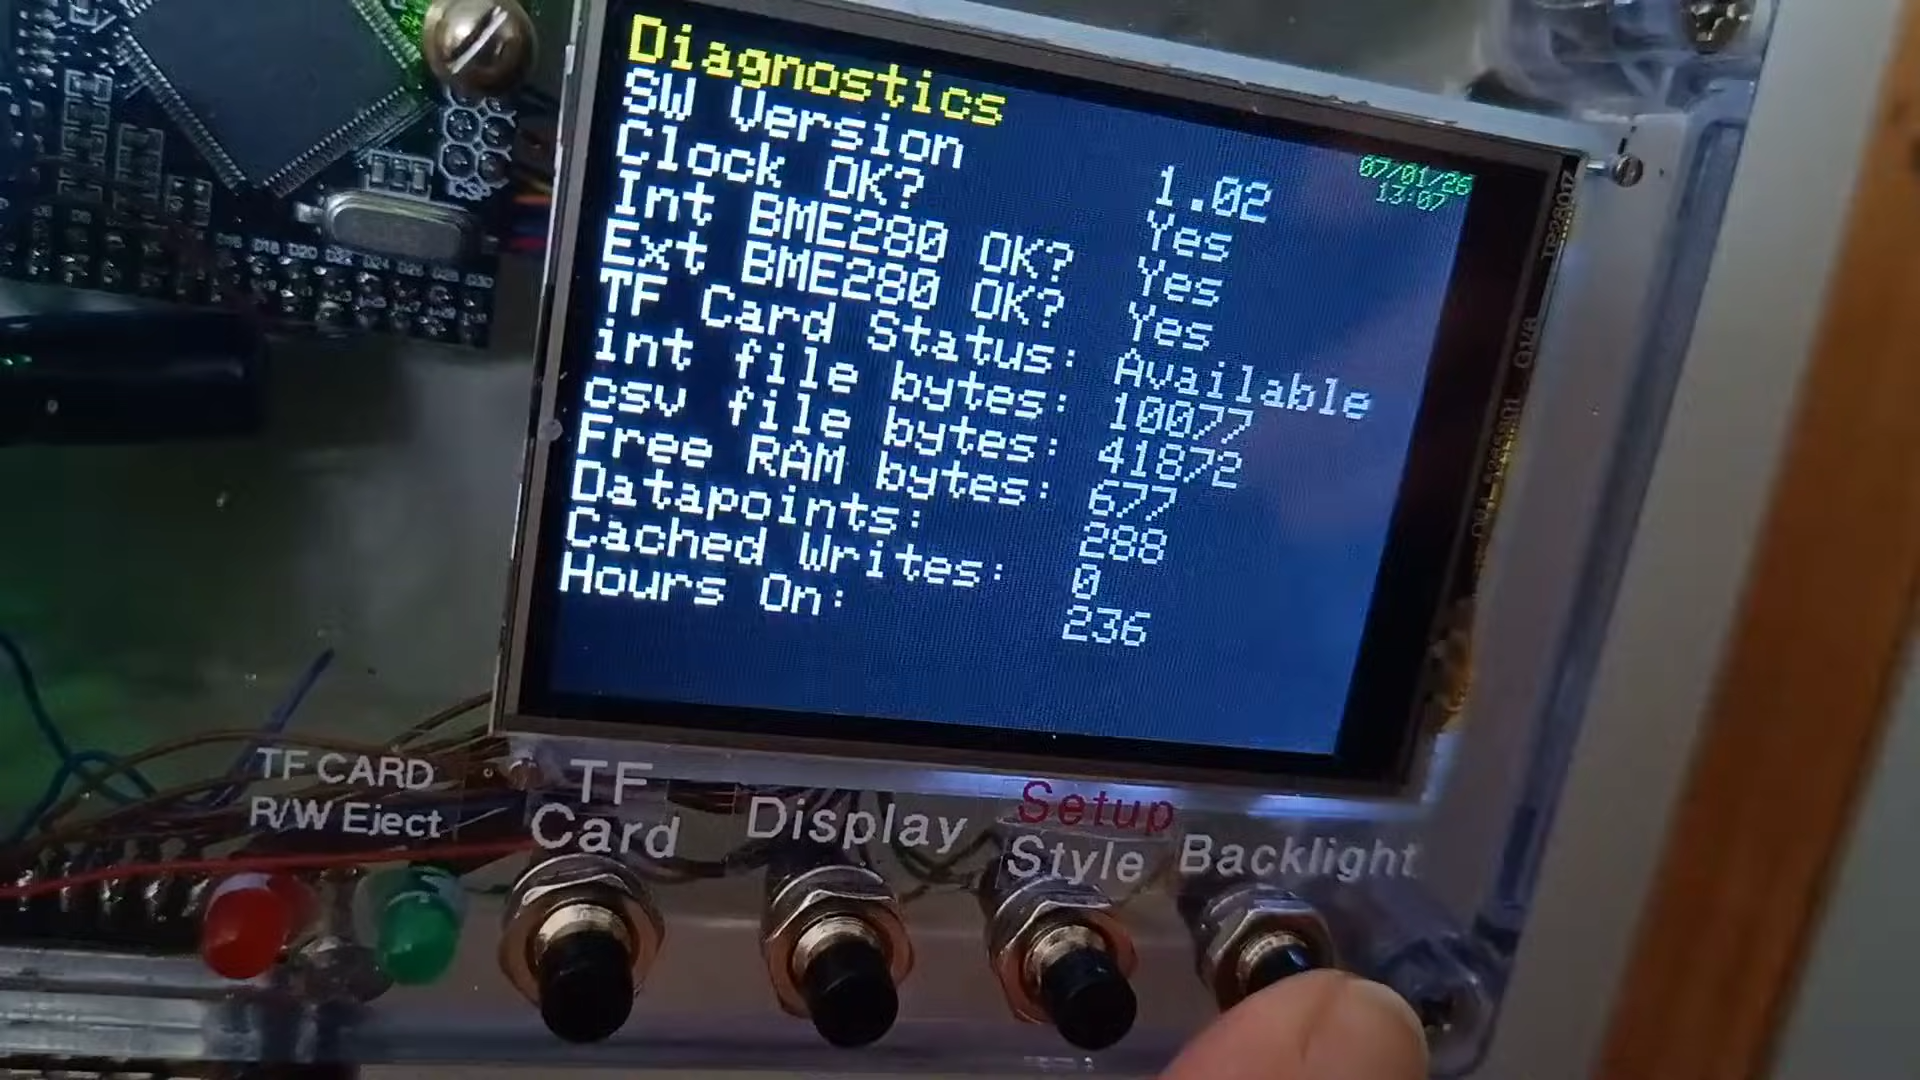 Diagnostics
07/01/26
13:07
SW Version 1.02
Clock OK? Yes
Int BME280 OK? Yes
Ext BME280 OK? Yes
TF Card Status: Available
int file bytes: 10077
csv file bytes: 41872
Free RAM bytes: 677
Datapoints: 288
Cached Writes: 0
Hours On: 236
TF CARD
R/W Eject
TF
Card
Display
Setup
Style
Backlight